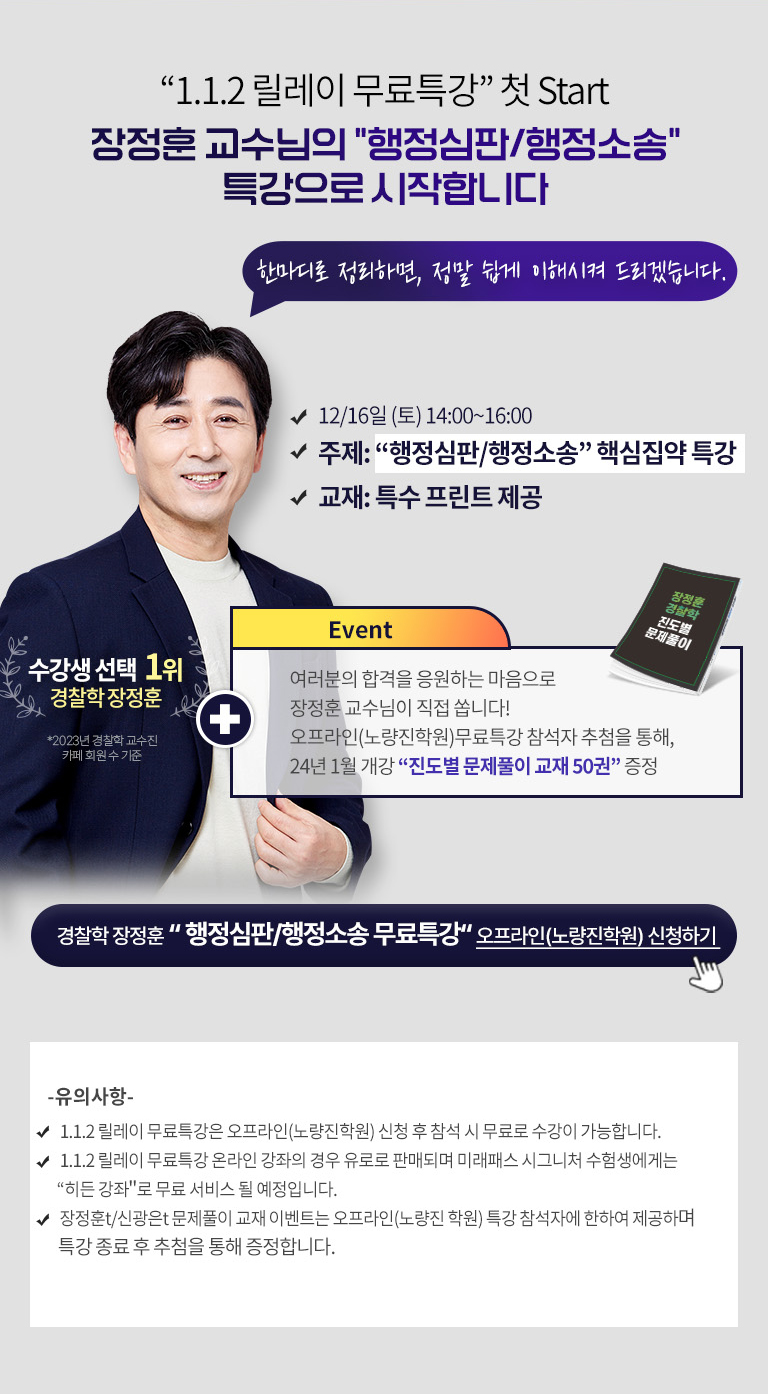 “1.1.2 릴레이 무료특강” 첫 Start
장정훈 교수님의 "행정심판/행정소송"
특강으로 시작합니다
한마디로 정리하면, 정말 쉽게 이해시켜 드리겠습니다.
12/16일 (토) 14:00~16:00
주제: “행정심판/행정소송” 핵심집약 특강
교재: 특수 프린트 제공
장정훈
경찰학
진도별
문제풀이
Event
수강생 선택 1위
경찰학 장정훈
*2023년 경찰학 교수진
카페 회원 수 기준
여러분의 합격을 응원하는 마음으로
장정훈 교수님이 직접 쏩니다!
오프라인(노량진학원)무료특강 참석자 추첨을 통해,
24년 1월 개강 “진도별 문제풀이 교재 50권” 증정
경찰학 장정훈 “ 행정심판/행정소송 무료특강“ 오프라인(노량진학원) 신청하기
-유의사항-
1.1.2 릴레이 무료특강은 오프라인(노량진학원) 신청 후 참석 시 무료로 수강이 가능합니다.
1.1.2 릴레이 무료특강 온라인 강좌의 경우 유로로 판매되며 미래패스 시그니처 수험생에게는
“히든 강좌"로 무료 서비스 될 예정입니다.
장정훈t/신광은t 문제풀이 교재 이벤트는 오프라인(노량진 학원) 특강 참석자에 한하여 제공하며
특강 종료 후 추첨을 통해 증정합니다.